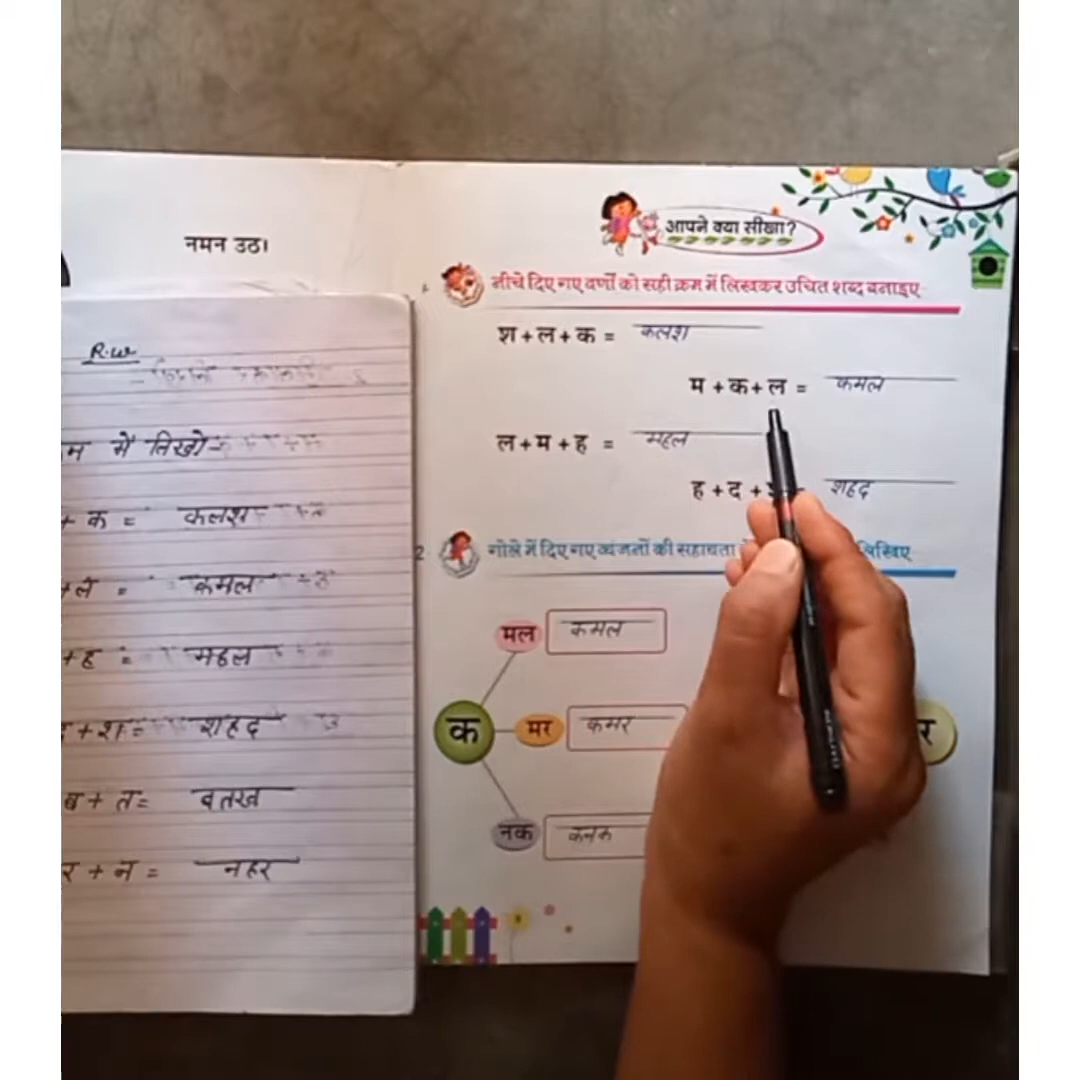 नमन उठ।
R.W
में लिखो-
+ क = कलश
+ ल = कमल
+ ह = महल
+ श = शहद
ब + त = बतख
र + न = नहर
आपने क्या सीखा?
नीचे दिए गए वर्णों को सही क्रम में लिखकर उचित शब्द बनाइए
श + ल + क = कलश
म + क + ल = कमल
ल + म + ह = महल
ह + द + शहद
2 गोले में दिए गए व्यंजनों की सहायता लिखिए
मल कमल
क मर कमर र
नक कनक